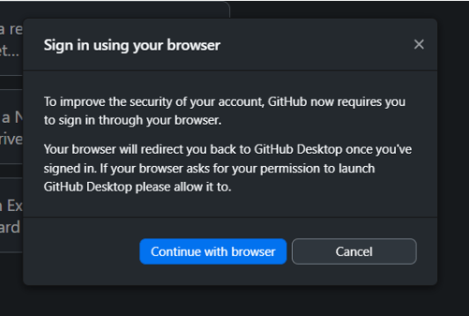 a re
Sign in using your browser
et...
To improve the security of your account, GitHub now requires you
a N
to sign in through your browser.
rive
Your browser will redirect you back to GitHub Desktop once you've
signed in. If your browser asks for your permission to launch
GitHub Desktop please allow it to.
Ex
ard
Continue with browser
Cancel